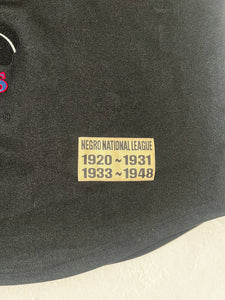 S
NEGRO NATIONAL LEAGUE
1920~1931
1933~1948